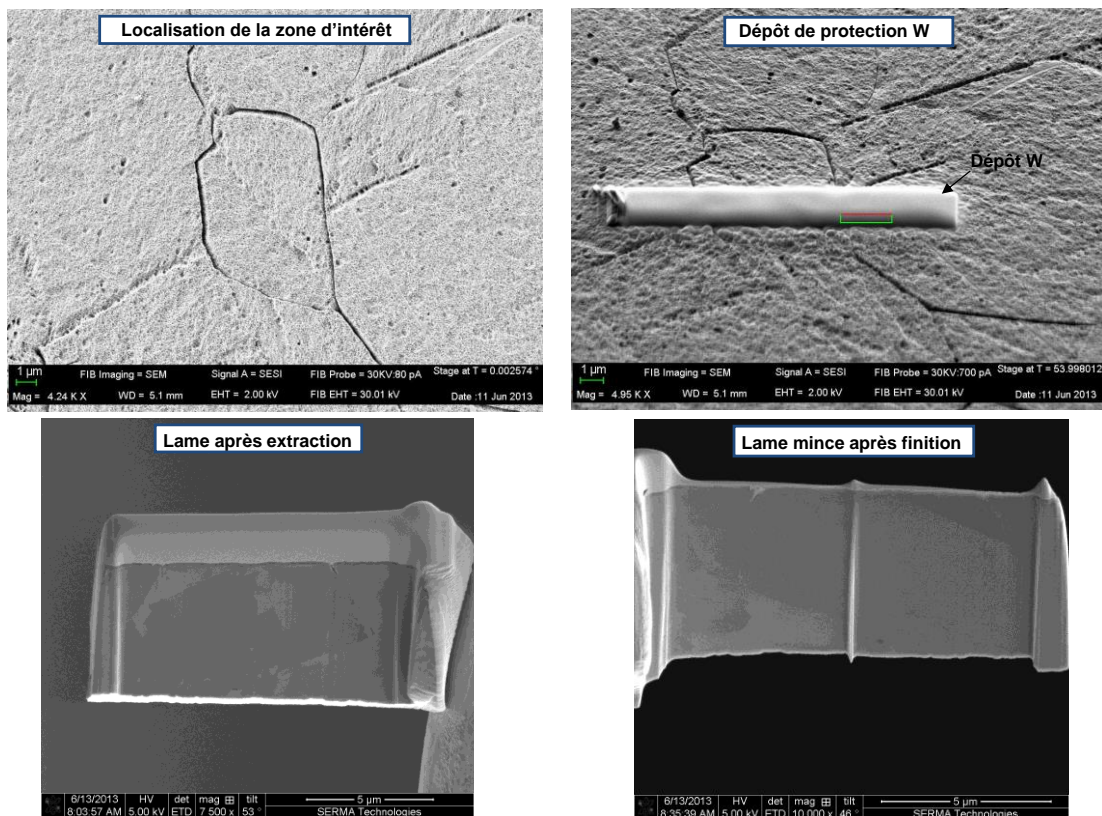 Localisation de la zone d'intérêt
1 µm
FIB Imaging = SEM Signal A = SESI FIB Probe = 30KV:80 pA Stage at T = 0.002574 °
Mag = 4.24 K X WD = 5.1 mm EHT = 2.00 kV FIB EHT = 30.01 kV Date :11 Jun 2013
Dépôt de protection W
Dépôt W
1 µm
FIB Imaging = SEM Signal A = SESI FIB Probe = 30KV:700 pA Stage at T = 53.998012
Mag = 4.95 K X WD = 5.1 mm EHT = 2.00 kV FIB EHT = 30.01 kV Date :11 Jun 2013
Lame après extraction
6/13/2013 HV det mag ⊞ tilt 5 µm
8:03:57 AM 5.00 kV ETD 7 500 x 53 ° SERMA Technologies
Lame mince après finition
6/13/2013 HV det mag ⊞ tilt 5 µm
8:35:39 AM 5.00 kV ETD 10 000 x 46 ° SERMA Technologies